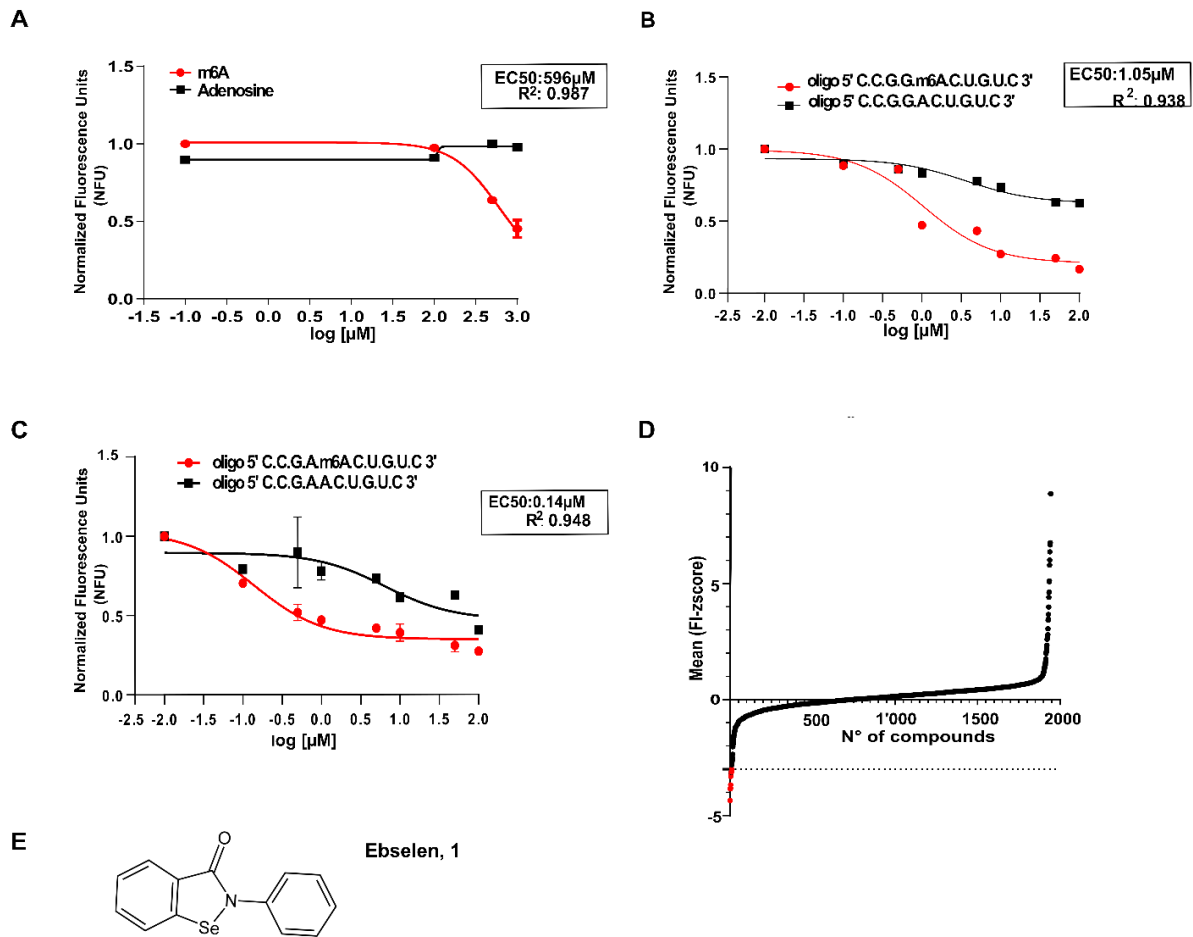 A
Normalized Fluorescence Units
(NFU)
1.5
1.0
0.5
0.0
m6A
Adenosine
EC50:596µM
R²: 0.987
-1.5 -1.0 -0.5 0.0 0.5 1.0 1.5 2.0 2.5 3.0
log [µM]
B
Normalized Fluorescence Units
(NFU)
1.5
1.0
0.5
0.0
oligo 5' C.C.G.G.m6A.C.U.G.U.C 3'
oligo 5' C.C.G.G.A.C.U.G.U.C 3'
EC50:1.05µM
R²: 0.938
-2.5 -2.0 -1.5 -1.0 -0.5 0.0 0.5 1.0 1.5 2.0
log [µM]
C
Normalized Fluorescence Units
(NFU)
1.5
1.0
0.5
0.0
oligo 5' C.C.G.A.m6A.C.U.G.U.C 3'
oligo 5' C.C.G.A.A.C.U.G.U.C 3'
EC50:0.14µM
R²: 0.948
-2.5 -2.0 -1.5 -1.0 -0.5 0.0 0.5 1.0 1.5 2.0
log [µM]
D
Mean (FI-zscore)
10
5
0
-5
500 1'000 1500 2000
N° of compounds
E
O
N
Se
Ebselen, 1